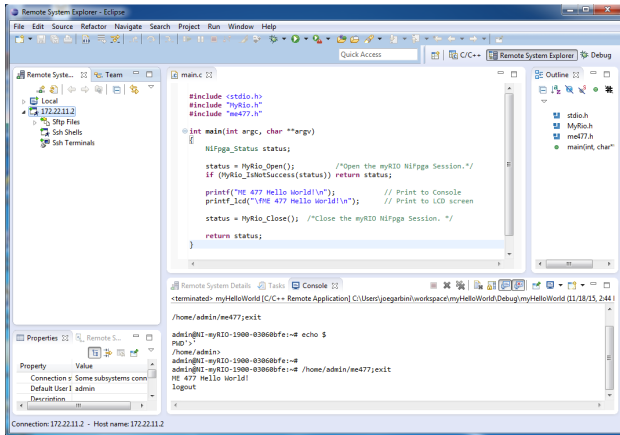 Remote System Explorer - Eclipse
File Edit Source Refactor Navigate Search Project Run Window Help
Quick Access
C/C++
Remote System Explorer
Debug
Remote Syste...
Team
Local
172.22.11.2
Sftp Files
Ssh Shells
Ssh Terminals
main.c
#include <stdio.h>
#include "MyRio.h"
#include "me477.h"
int main(int argc, char **argv)
{
NiFpga_Status status;
status = MyRio_Open(); /*Open the myRIO NiFpga Session.*/
if (MyRio_IsNotSuccess(status)) return status;
printf("ME 477 Hello World!\n"); // Print to Console
printf_lcd("\fME 477 Hello World!\n"); // Print to LCD screen
status = MyRio_Close(); /*Close the myRIO NiFpga Session. */
return status;
}
Outline
stdio.h
MyRio.h
me477.h
main(int, char*
Properties
Remote S...
Property Value
Connection s Some subsystems conn
Default User I admin
Description
Remote System Details
Tasks
Console
<terminated> myHelloWorld [C/C++ Remote Application] C:\Users\joegarbini\workspace\myHelloWorld\Debug\myHelloWorld (11/18/15, 2:44 
/home/admin/me477;exit
admin@NI-myRIO-1900-03060bfe:~# echo $
PWD'>'
/home/admin>
admin@NI-myRIO-1900-03060bfe:~#
admin@NI-myRIO-1900-03060bfe:~# /home/admin/me477;exit
ME 477 Hello World!
logout
Connection: 172.22.11.2 - Host name: 172.22.11.2